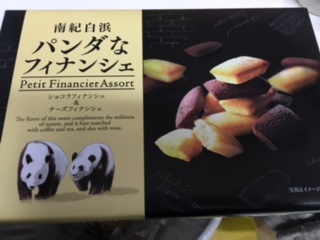 南紀白浜
パンダな
フィナンシェ
Petit Financier Assort
ショコラフィナンシェ
&
チーズフィナンシェ
The flavor of this sweet complements the mildness
of nature, and is best matched
with coffee and tea, and also with wine.
写真はイメージ